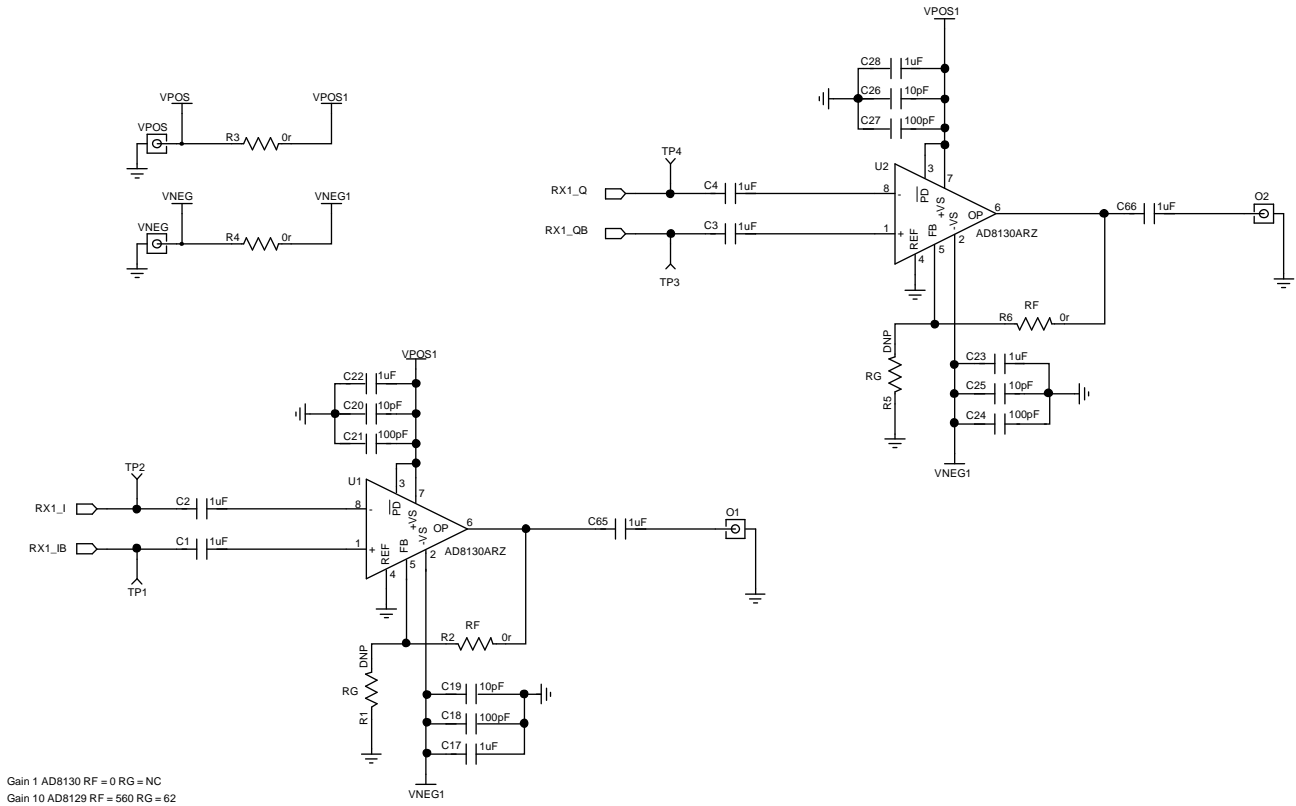 VPOS
VPOS1
VPOS
R3 0r
VNEG
VNEG1
VNEG
R4 0r
VPOS1
C28 1uF
C26 10pF
C27 100pF
TP4
U2
3
7
RX1_Q
C4 1uF
8 -
PD
+VS
OP
6
C66 1uF
O2
RX1_QB
C3 1uF
1 +
REF
FB
-VS
AD8130ARZ
4
5
2
TP3
RF
R6 0r
DNP
RG
R5
C23 1uF
C25 10pF
C24 100pF
VNEG1
VPOS1
C22 1uF
C20 10pF
C21 100pF
TP2
U1
3
7
RX1_I
C2 1uF
8 -
PD
+VS
OP
6
C65 1uF
O1
RX1_IB
C1 1uF
1 +
REF
FB
-VS
AD8130ARZ
4
5
2
TP1
RF
R2 0r
DNP
RG
R1
C19 10pF
C18 100pF
C17 1uF
VNEG1
Gain 1 AD8130 RF = 0 RG = NC
Gain 10 AD8129 RF = 560 RG = 62